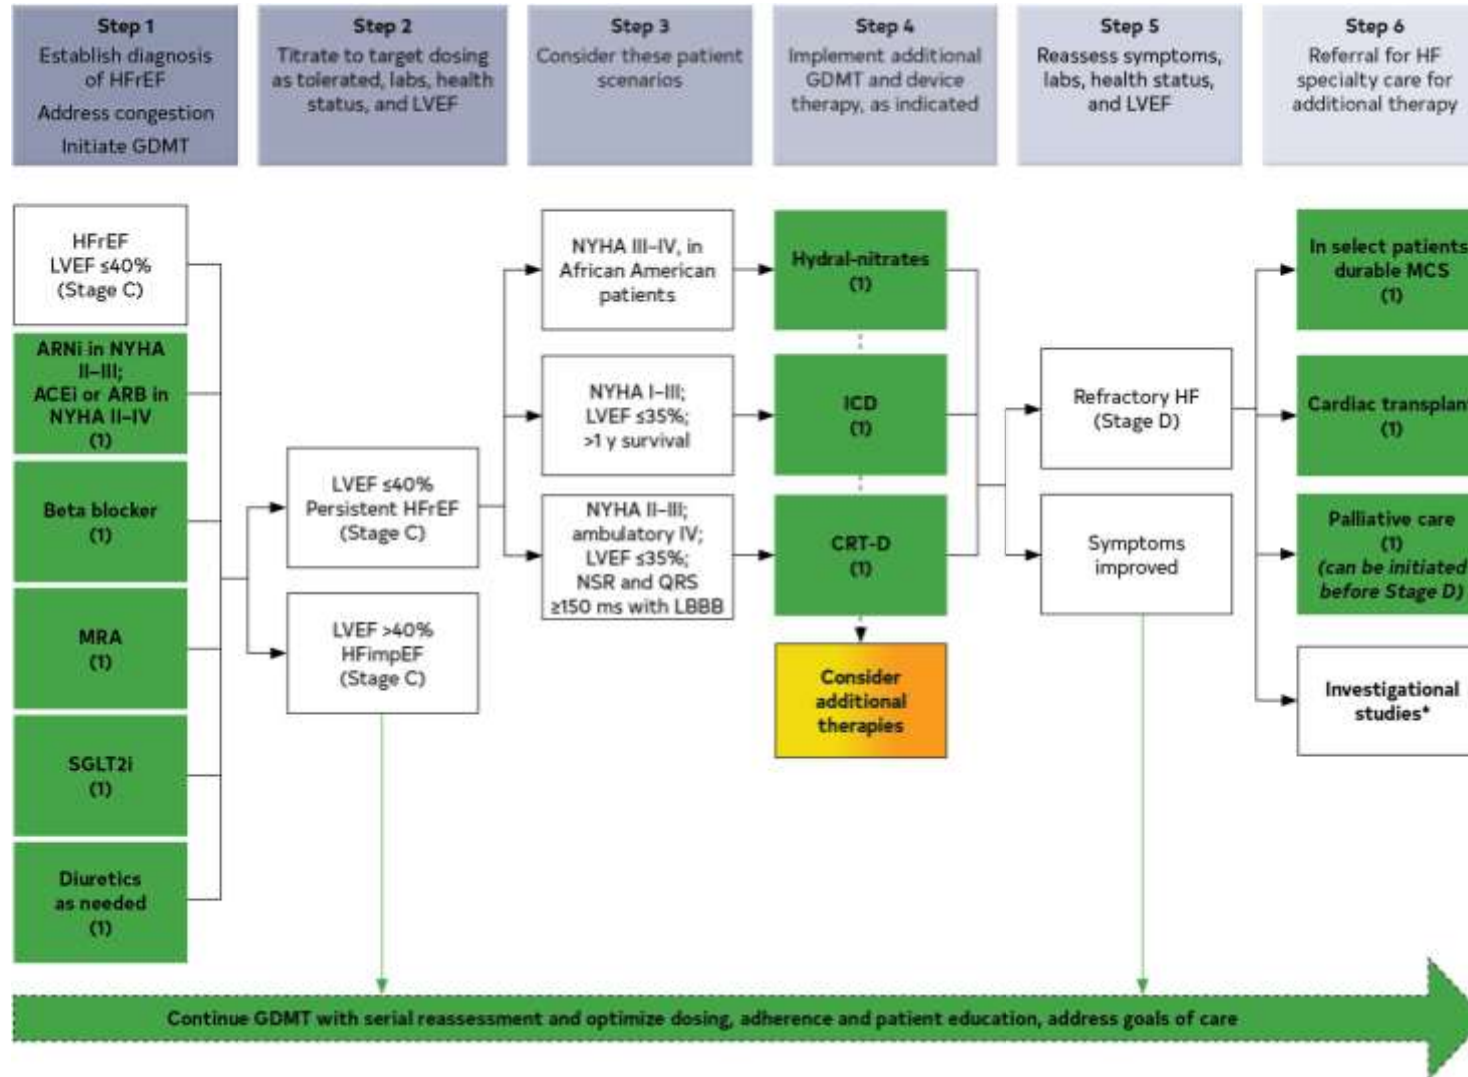 Step 1
Establish diagnosis
of HFrEF
Address congestion
Initiate GDMT
Step 2
Titrate to target dosing
as tolerated, labs, health
status, and LVEF
Step 3
Consider these patient
scenarios
Step 4
Implement additional
GDMT and device
therapy, as indicated
Step 5
Reassess symptoms,
labs, health status,
and LVEF
Step 6
Referral for HF
specialty care for
additional therapy
HFrEF
LVEF ≤40%
(Stage C)
ARNi in NYHA
II–III;
ACEi or ARB in
NYHA II–IV
(1)
Beta blocker
(1)
MRA
(1)
SGLT2i
(1)
Diuretics
as needed
(1)
LVEF ≤40%
Persistent HFrEF
(Stage C)
LVEF >40%
HFimpEF
(Stage C)
NYHA III–IV, in
African American
patients
NYHA I–III;
LVEF ≤35%;
>1 y survival
NYHA II–III;
ambulatory IV;
LVEF ≤35%;
NSR and QRS
≥150 ms with LBBB
Hydral-nitrates
(1)
ICD
(1)
CRT-D
(1)
Consider
additional
therapies
Refractory HF
(Stage D)
Symptoms
improved
In select patients
durable MCS
(1)
Cardiac transplant
(1)
Palliative care
(1)
(can be initiated
before Stage D)
Investigational
studies*
Continue GDMT with serial reassessment and optimize dosing, adherence and patient education, address goals of care